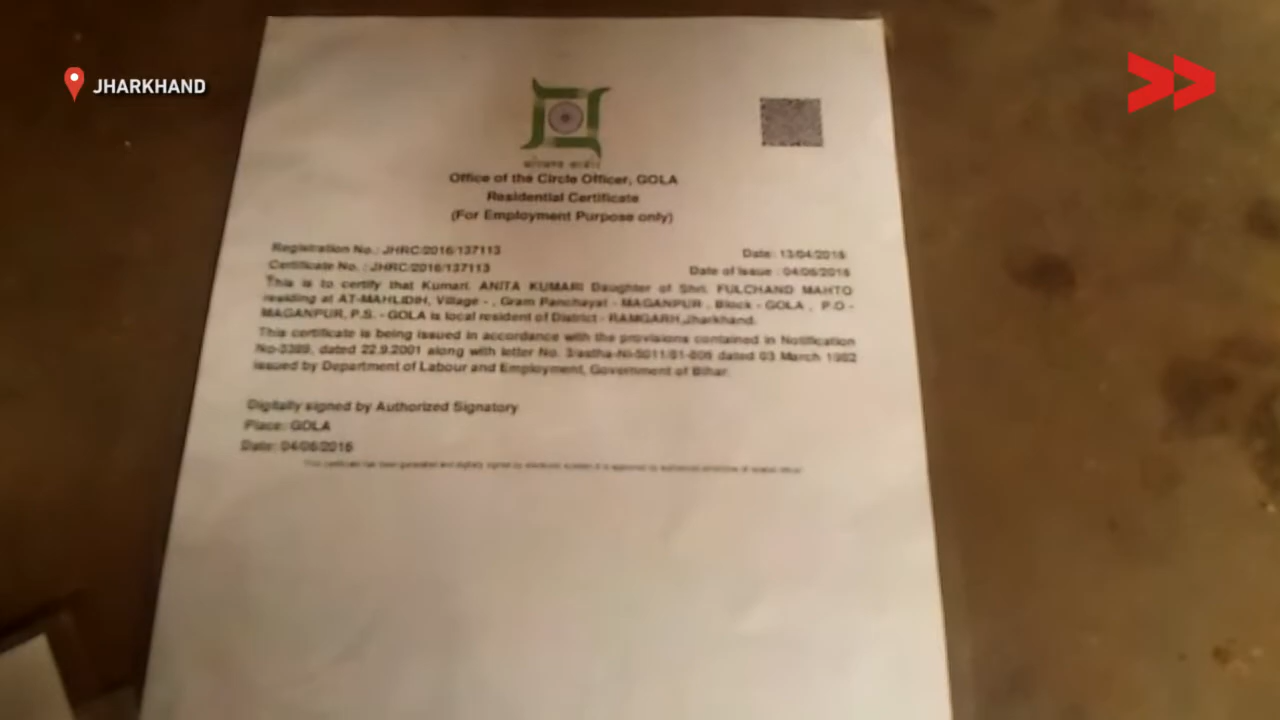 JHARKHAND
Office of the Circle Officer, GOLA
Residential Certificate
(For Employment Purpose only)
Registration No.: JHRC/2016/137113
Date: 13/04/2016
Certificate No. : JHRC/2016/137113
Date of Issue : 04/06/2016
This is to certify that Kumari. ANITA KUMARI Daughter of Shri. FULCHAND MAHTO
residing at AT-MAHLIDIH, Village - , Gram Panchayat - MAGANPUR , Block - GOLA , P.O -
MAGANPUR, P.S. - GOLA is local resident of District - RAMGARH,Jharkhand.
This certificate is being issued in accordance with the provisions contained in Notification
dated 22.9.2001 along with letter No. dated 03 March 1982
issued by Department of Labour and Employment, Government of Bihar.
Digitally signed by Authorized Signatory
Place: GOLA
Date: 04/06/2016